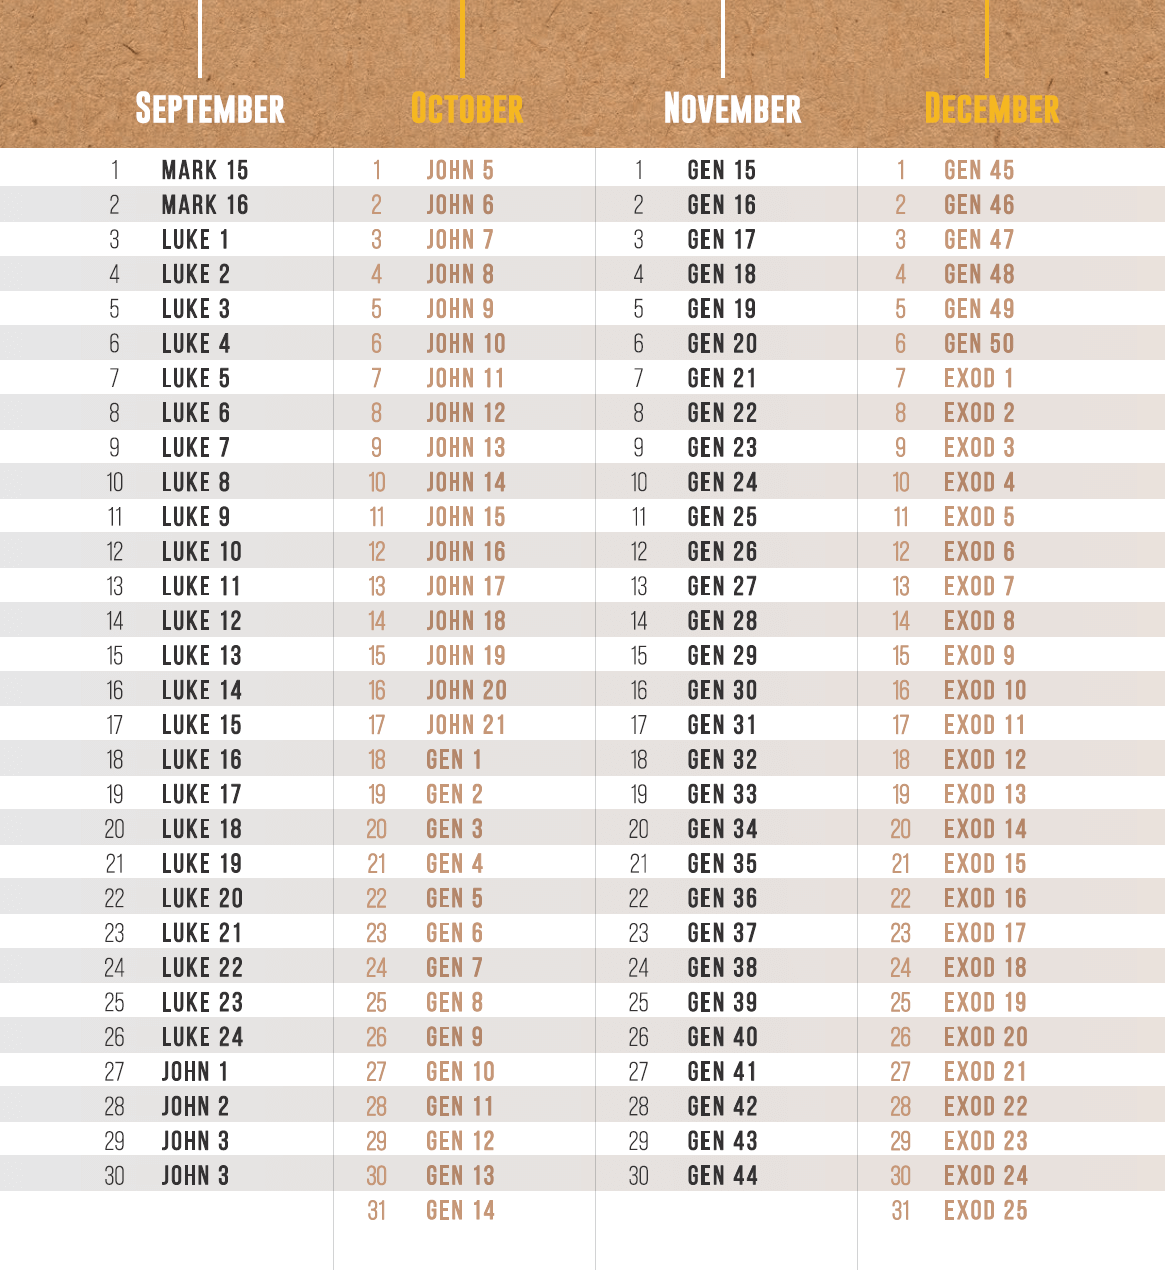 SEPTEMBER OCTOBER NOVEMBER DECEMBER
1 MARK 15 1 JOHN 5 1 GEN 15 1 GEN 45
2 MARK 16 2 JOHN 6 2 GEN 16 2 GEN 46
3 LUKE 1 3 JOHN 7 3 GEN 17 3 GEN 47
4 LUKE 2 4 JOHN 8 4 GEN 18 4 GEN 48
5 LUKE 3 5 JOHN 9 5 GEN 19 5 GEN 49
6 LUKE 4 6 JOHN 10 6 GEN 20 6 GEN 50
7 LUKE 5 7 JOHN 11 7 GEN 21 7 EXOD 1
8 LUKE 6 8 JOHN 12 8 GEN 22 8 EXOD 2
9 LUKE 7 9 JOHN 13 9 GEN 23 9 EXOD 3
10 LUKE 8 10 JOHN 14 10 GEN 24 10 EXOD 4
11 LUKE 9 11 JOHN 15 11 GEN 25 11 EXOD 5
12 LUKE 10 12 JOHN 16 12 GEN 26 12 EXOD 6
13 LUKE 11 13 JOHN 17 13 GEN 27 13 EXOD 7
14 LUKE 12 14 JOHN 18 14 GEN 28 14 EXOD 8
15 LUKE 13 15 JOHN 19 15 GEN 29 15 EXOD 9
16 LUKE 14 16 JOHN 20 16 GEN 30 16 EXOD 10
17 LUKE 15 17 JOHN 21 17 GEN 31 17 EXOD 11
18 LUKE 16 18 GEN 1 18 GEN 32 18 EXOD 12
19 LUKE 17 19 GEN 2 19 GEN 33 19 EXOD 13
20 LUKE 18 20 GEN 3 20 GEN 34 20 EXOD 14
21 LUKE 19 21 GEN 4 21 GEN 35 21 EXOD 15
22 LUKE 20 22 GEN 5 22 GEN 36 22 EXOD 16
23 LUKE 21 23 GEN 6 23 GEN 37 23 EXOD 17
24 LUKE 22 24 GEN 7 24 GEN 38 24 EXOD 18
25 LUKE 23 25 GEN 8 25 GEN 39 25 EXOD 19
26 LUKE 24 26 GEN 9 26 GEN 40 26 EXOD 20
27 JOHN 1 27 GEN 10 27 GEN 41 27 EXOD 21
28 JOHN 2 28 GEN 11 28 GEN 42 28 EXOD 22
29 JOHN 3 29 GEN 12 29 GEN 43 29 EXOD 23
30 JOHN 3 30 GEN 13 30 GEN 44 30 EXOD 24
31 GEN 14 31 EXOD 25